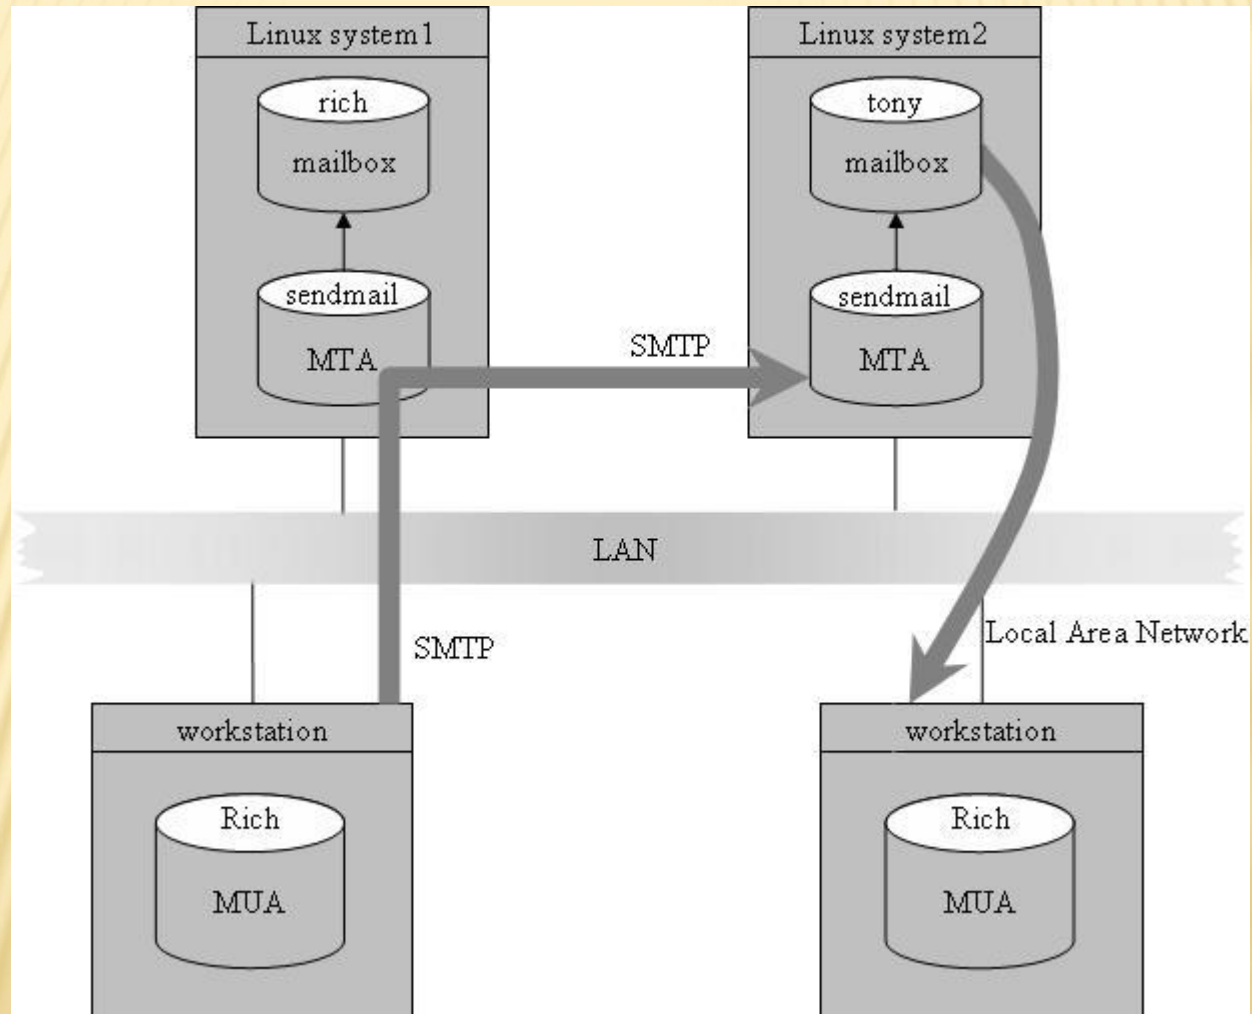 Linux system1
rich
mailbox
sendmail
MTA
Linux system2
tony
mailbox
sendmail
MTA
SMTP
LAN
SMTP
Local Area Network
workstation
Rich
MUA
workstation
Rich
MUA